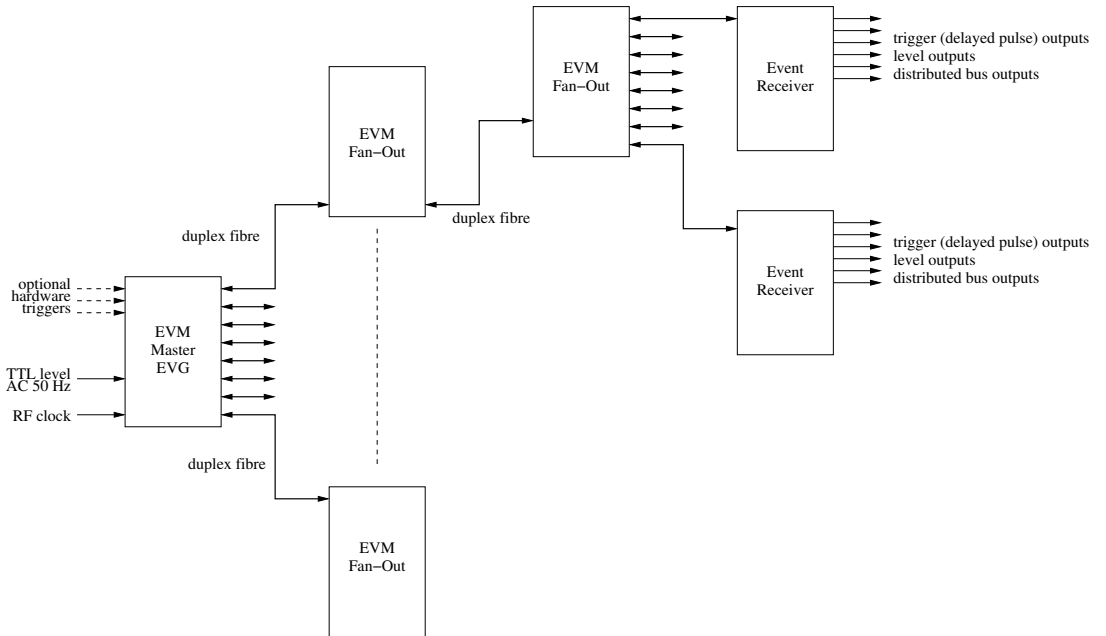 EVM
Fan−Out
Event
Receiver
trigger (delayed pulse) outputs
level outputs
distributed bus outputs
EVM
Fan−Out
duplex fibre
duplex fibre
Event
Receiver
trigger (delayed pulse) outputs
level outputs
distributed bus outputs
optional
hardware
triggers
TTL level
AC 50 Hz
RF clock
EVM
Master
EVG
duplex fibre
EVM
Fan−Out